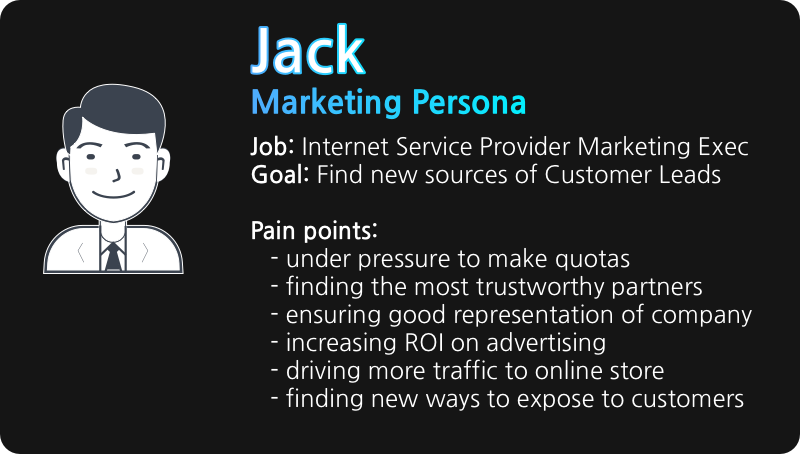 Jack
Marketing Persona
Job: Internet Service Provider Marketing Exec
Goal: Find new sources of Customer Leads
Pain points:
- under pressure to make quotas
- finding the most trustworthy partners
- ensuring good representation of company
- increasing ROI on advertising
- driving more traffic to online store
- finding new ways to expose to customers